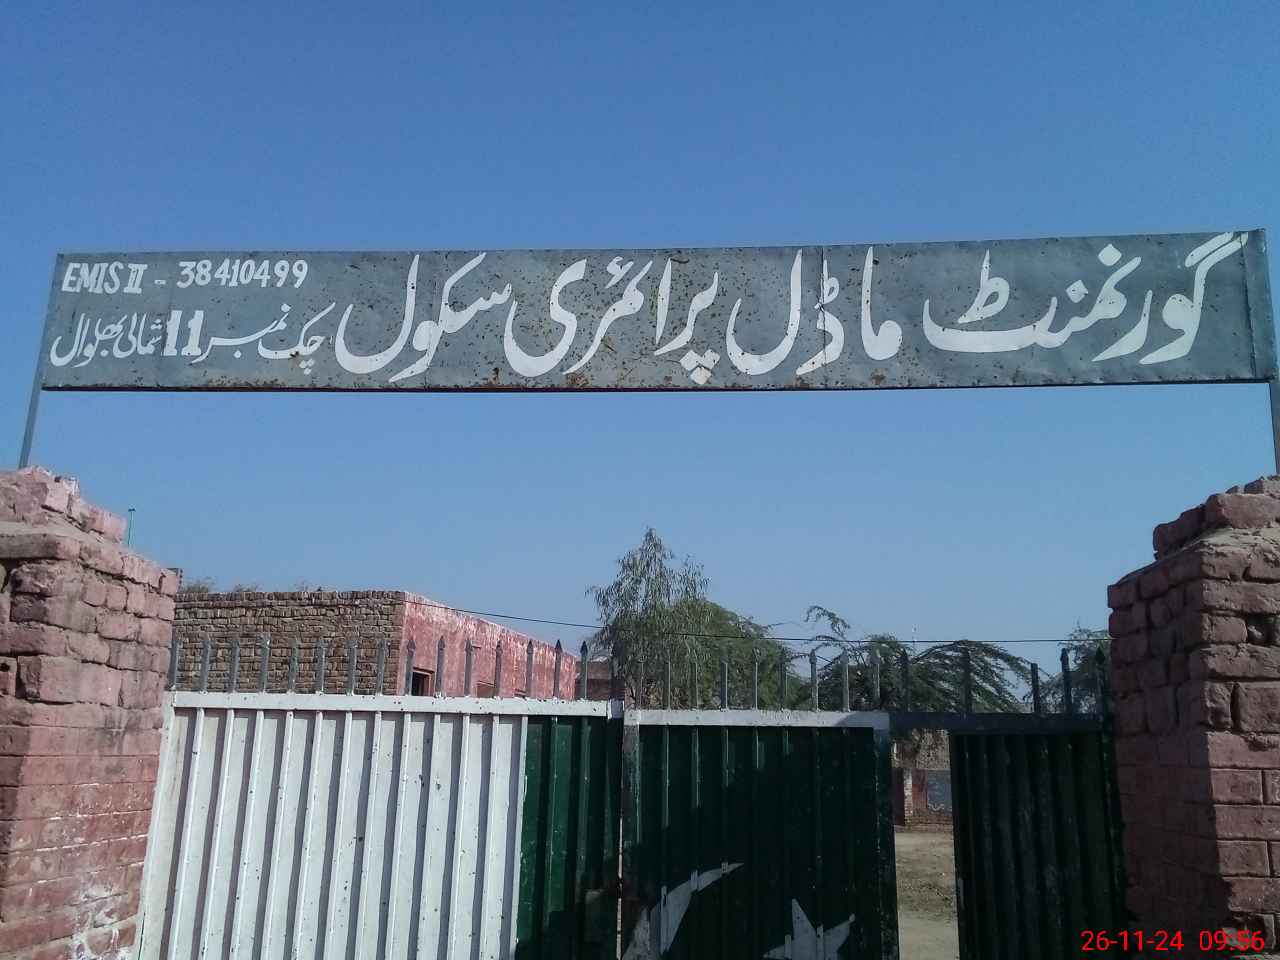 گورنمنٹ ماڈل پرائمری سکول
EMIS II - 38410499
چک نمبر 11 شمالی بھلوال
26-11-24 09:56